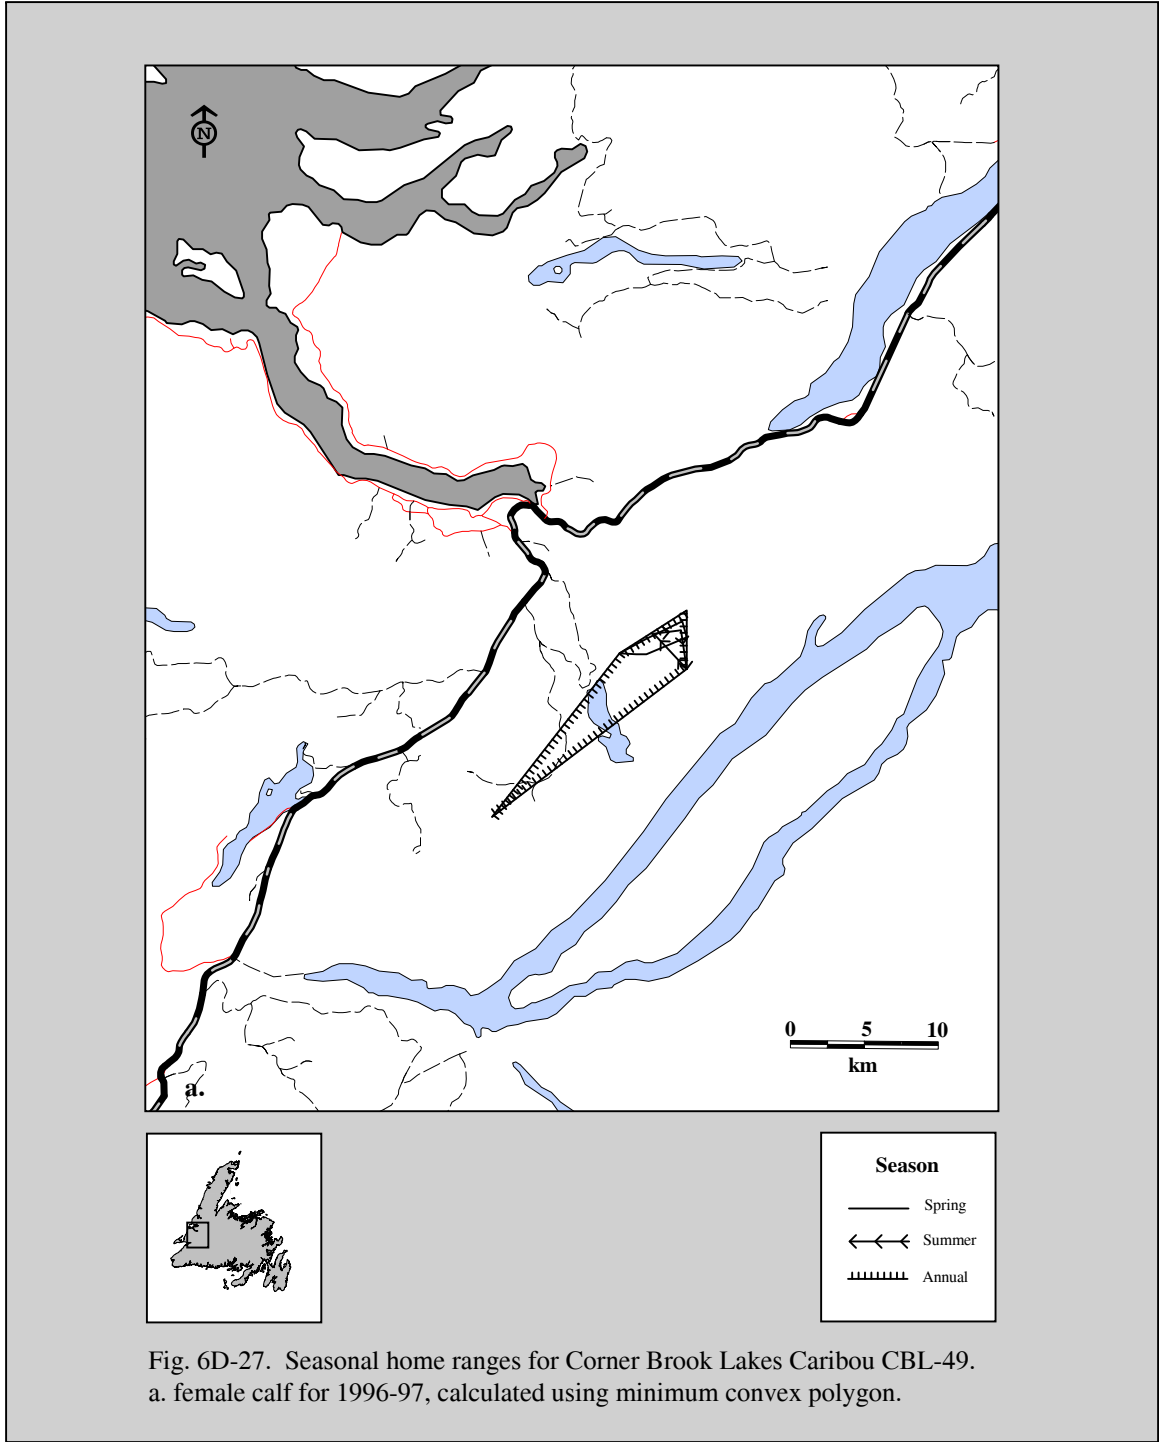 N
0 5 10
km
a.
Season
Spring
Summer
Annual
Fig. 6D-27. Seasonal home ranges for Corner Brook Lakes Caribou CBL-49.
a. female calf for 1996-97, calculated using minimum convex polygon.